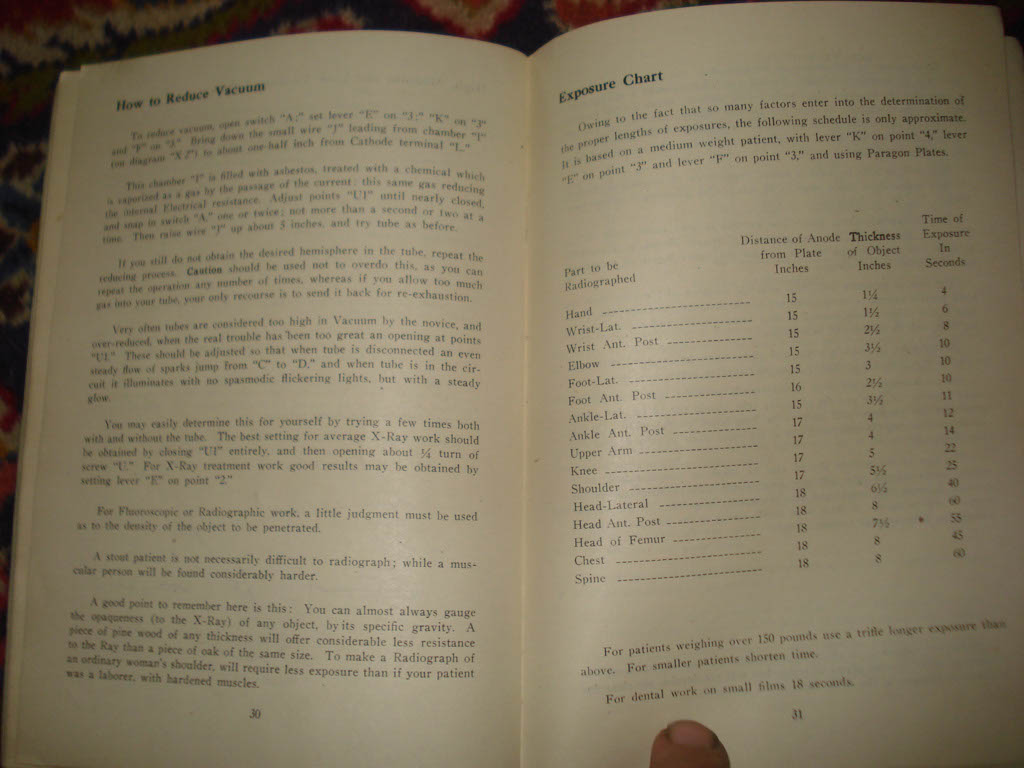 How to Reduce Vacuum
To reduce vacuum, open switch "A;" set lever "E" on "3;" "K" on "3"
and "F" on "3." Bring down the small wire "J" leading from chamber "I"
(on diagram "X Z") to about one-half inch from Cathode terminal "L."
This chamber "I" is filled with asbestos, treated with a chemical which
is vaporized as a gas by the passage of the current; this same gas reducing
the internal Electrical resistance. Adjust points "U1" until nearly closed,
and snap in switch "A," one or twice; not more than a second or two at a
time. Then raise wire "J" up about 5 inches, and try tube as before.
If you still do not obtain the desired hemisphere in the tube, repeat the
reducing process. Caution should be used not to overdo this, as you can
repeat the operation any number of times, whereas if you allow too much
gas into your tube, your only recourse is to send it back for re-exhaustion.
Very often tubes are considered too high in Vacuum by the novice, and
over-reduced, when the real trouble has been too great an opening at points
"U1." These should be adjusted so that when tube is disconnected an even
steady flow of sparks jump from "C" to "D," and when tube is in the cir-
cuit it illuminates with no spasmodic flickering lights, but with a steady
glow.
You may easily determine this for yourself by trying a few times both
with and without the tube. The best setting for average X-Ray work should
be obtained by closing "U1" entirely, and then opening about ¼ turn of
screw "U." For X-Ray treatment work good results may be obtained by
setting lever "E" on point "2."
For Fluoroscopic or Radiographic work, a little judgment must be used
as to the density of the object to be penetrated.
A stout patient is not necessarily difficult to radiograph; while a mus-
cular person will be found considerably harder.
A good point to remember here is this: You can almost always gauge
the opaqueness (to the X-Ray) of any object, by its specific gravity. A
piece of pine wood of any thickness will offer considerable less resistance
to the Ray than a piece of oak of the same size. To make a Radiograph of
an ordinary woman's shoulder, will require less exposure than if your patient
was a laborer, with hardened muscles.
30
Exposure Chart
Owing to the fact that so many factors enter into the determination of
the proper lengths of exposures, the following schedule is only approximate.
It is based on a medium weight patient, with lever "K" on point "4," lever
"E" on point "3" and lever "F" on point "3," and using Paragon Plates.
Part to be Radiographed Distance of Anode from Plate Inches Thickness of Object Inches Time of Exposure In Seconds
Hand 15 1¼ 4
Wrist-Lat. 15 1½ 6
Wrist Ant. Post 15 2½ 8
Elbow 15 3½ 10
Foot-Lat. 15 3 10
Foot Ant. Post 16 2½ 10
Ankle-Lat. 15 3½ 11
Ankle Ant. Post 17 4 12
Upper Arm 17 4 14
Knee 17 5 22
Shoulder 17 5½ 25
Head-Lateral 18 6½ 40
Head Ant. Post 18 8 60
Head of Femur 18 7½ 55
Chest 18 8 45
Spine 18 8 60
For patients weighing over 150 pounds use a trifle longer exposure than
above. For smaller patients shorten time.
For dental work on small films 18 seconds.
31